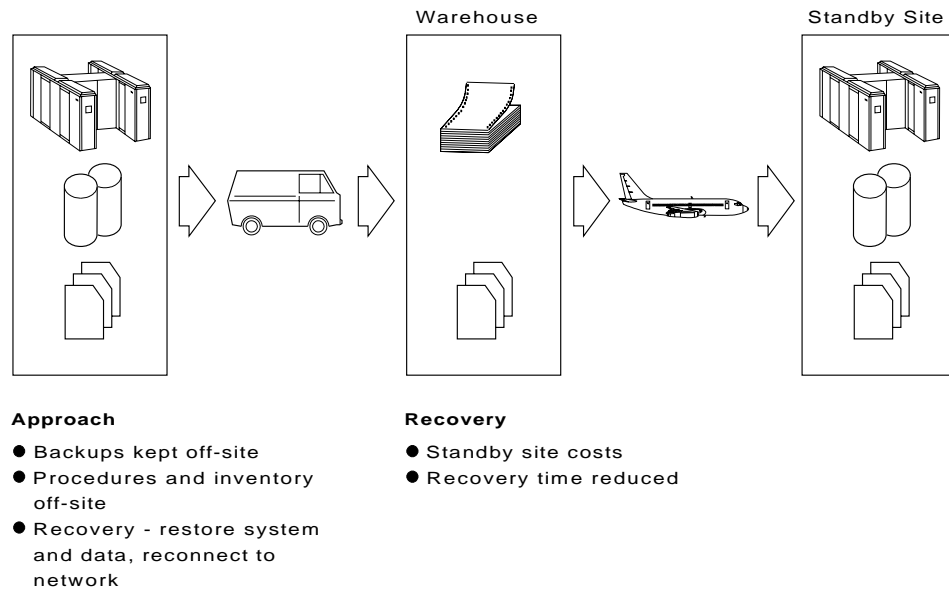 Warehouse
Standby Site
Approach
● Backups kept off-site
● Procedures and inventory
off-site
● Recovery - restore system
and data, reconnect to
network
Recovery
● Standby site costs
● Recovery time reduced